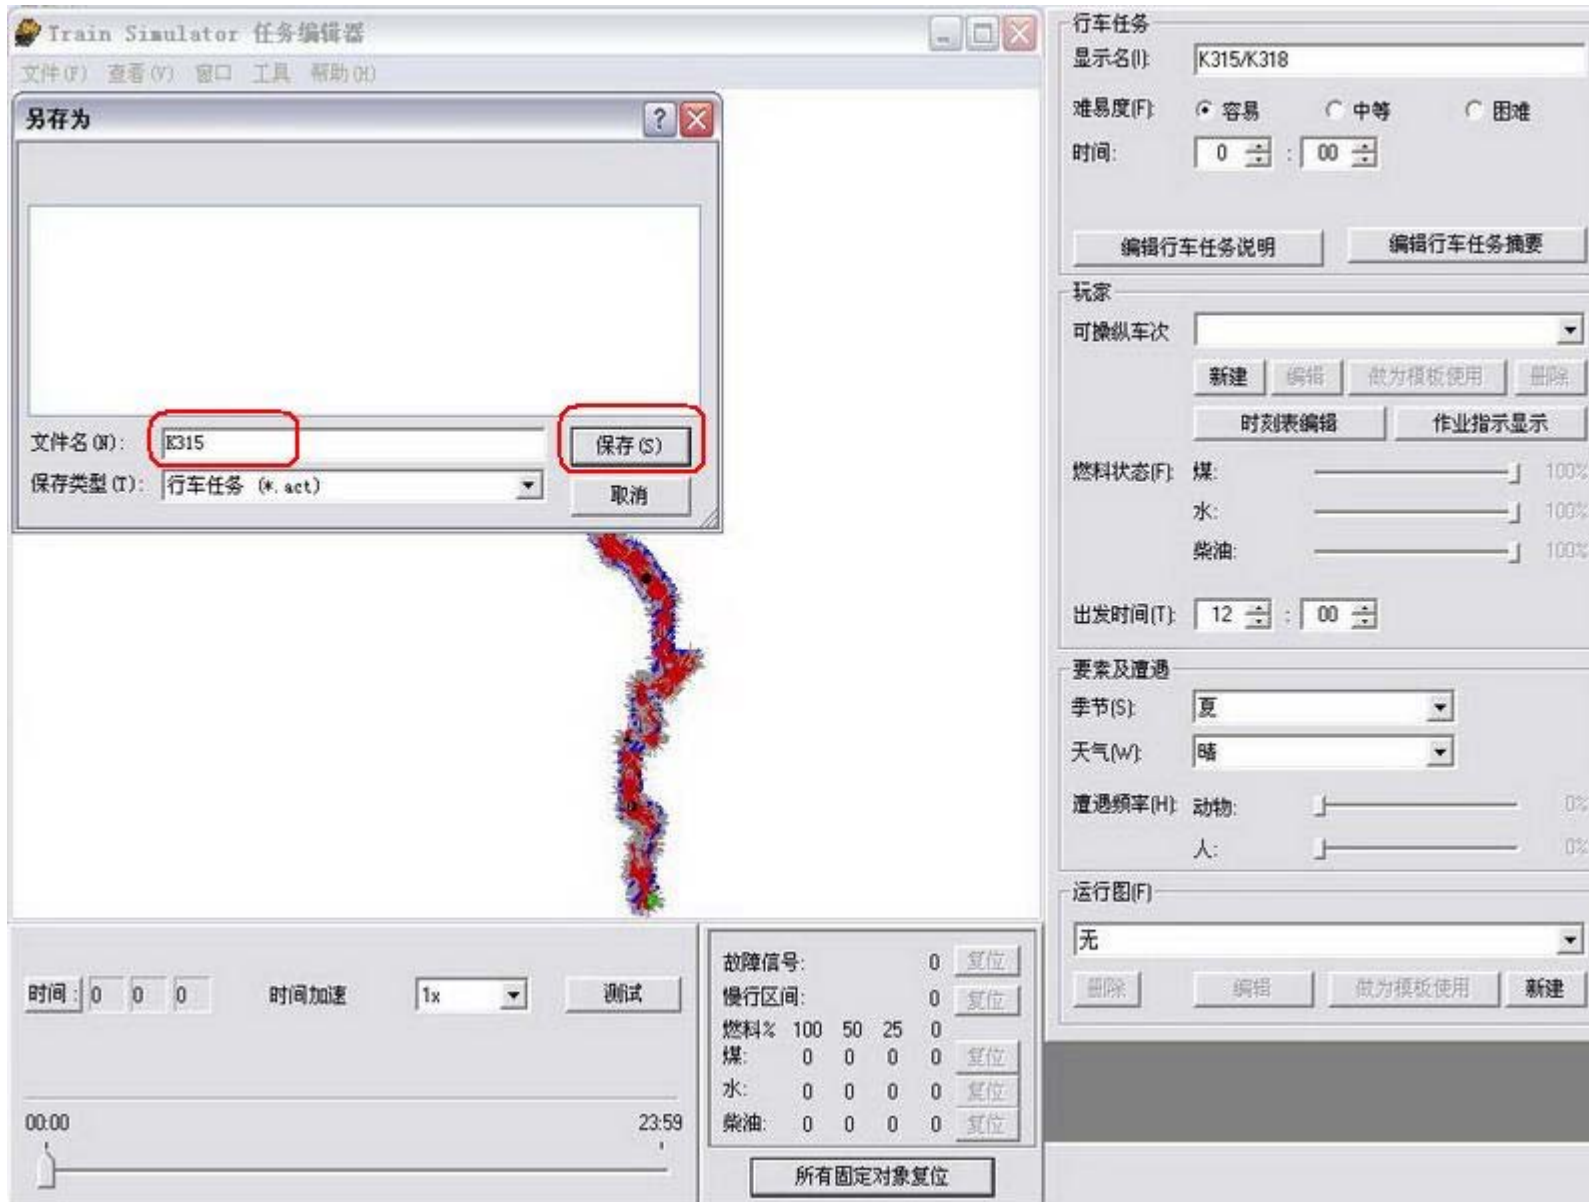 Train Simulator 任务编辑器
文件(F) 查看(V) 窗口 工具 帮助(H)
另存为
文件名(N): K315
保存(S)
保存类型(T): 行车任务 (*.act)
取消
行车任务
显示名(I): K315/K318
难易度(F): 容易 中等 困难
时间: 0 : 00
编辑行车任务说明 编辑行车任务摘要
玩家
可操纵车次
新建 编辑 做为模板使用 删除
时刻表编辑 作业指示显示
燃料状态(F): 煤: 100%
水: 100%
柴油: 100%
出发时间(T): 12 : 00
要素及遭遇
季节(S): 夏
天气(W): 晴
遭遇频率(H): 动物: 0%
人: 0%
运行图(F)
无
删除 编辑 做为模板使用 新建
时间: 0 0 0 时间加速 1x 测试
00:00 23:59
故障信号: 0 复位
慢行区间: 0 复位
燃料% 100 50 25 0
煤: 0 0 0 0 复位
水: 0 0 0 0 复位
柴油: 0 0 0 0 复位
所有固定对象复位